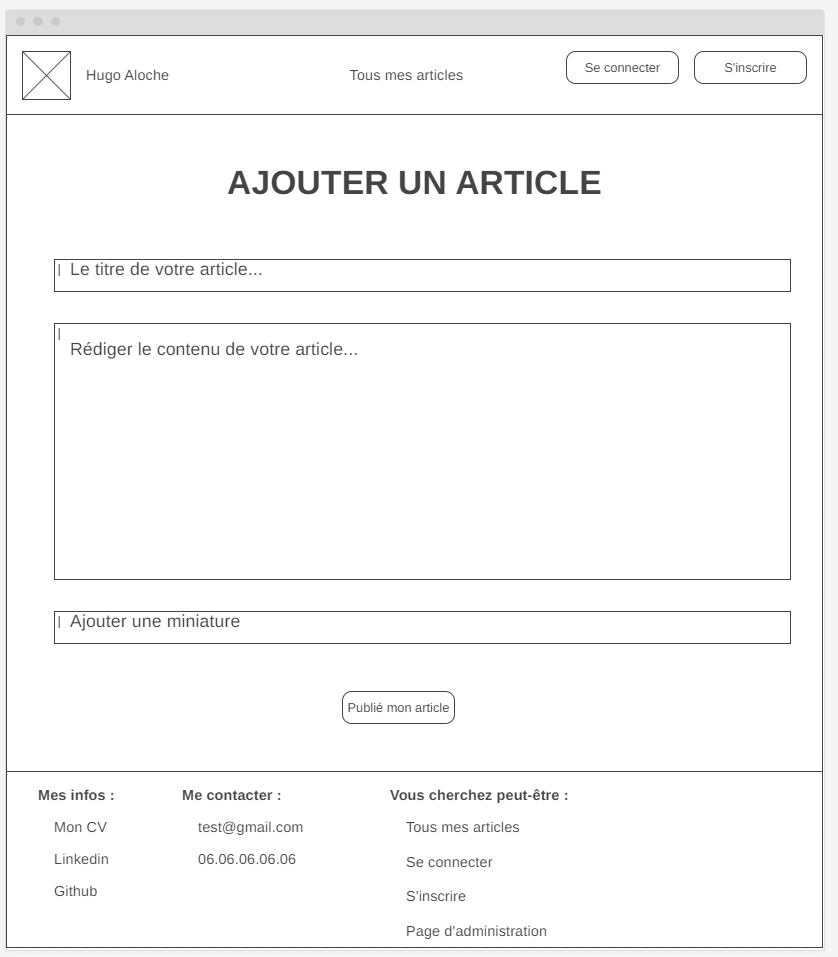 Hugo Aloche
Tous mes articles
Se connecter
S'inscrire
AJOUTER UN ARTICLE
Le titre de votre article...
Rédiger le contenu de votre article...
Ajouter une miniature
Publié mon article
Mes infos :
Mon CV
Linkedin
Github
Me contacter :
test@gmail.com
06.06.06.06.06
Vous cherchez peut-être :
Tous mes articles
Se connecter
S'inscrire
Page d'administration